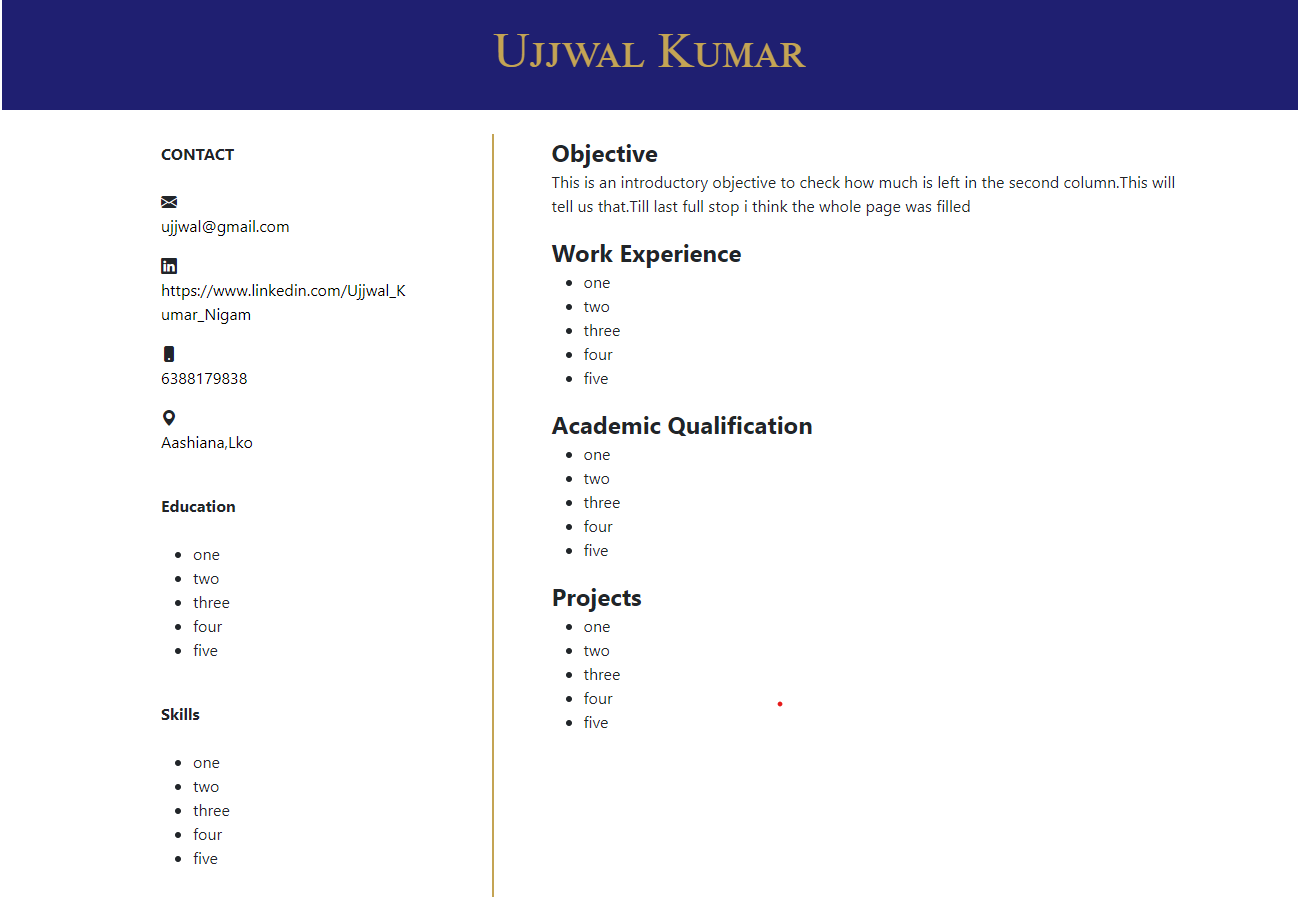 Ujjwal Kumar
CONTACT
ujjwal@gmail.com
https://www.linkedin.com/Ujjwal_K
umar_Nigam
6388179838
Aashiana,Lko
Education
one
two
three
four
five
Skills
one
two
three
four
five
Objective
This is an introductory objective to check how much is left in the second column.This will
tell us that.Till last full stop i think the whole page was filled
Work Experience
one
two
three
four
five
Academic Qualification
one
two
three
four
five
Projects
one
two
three
four
five